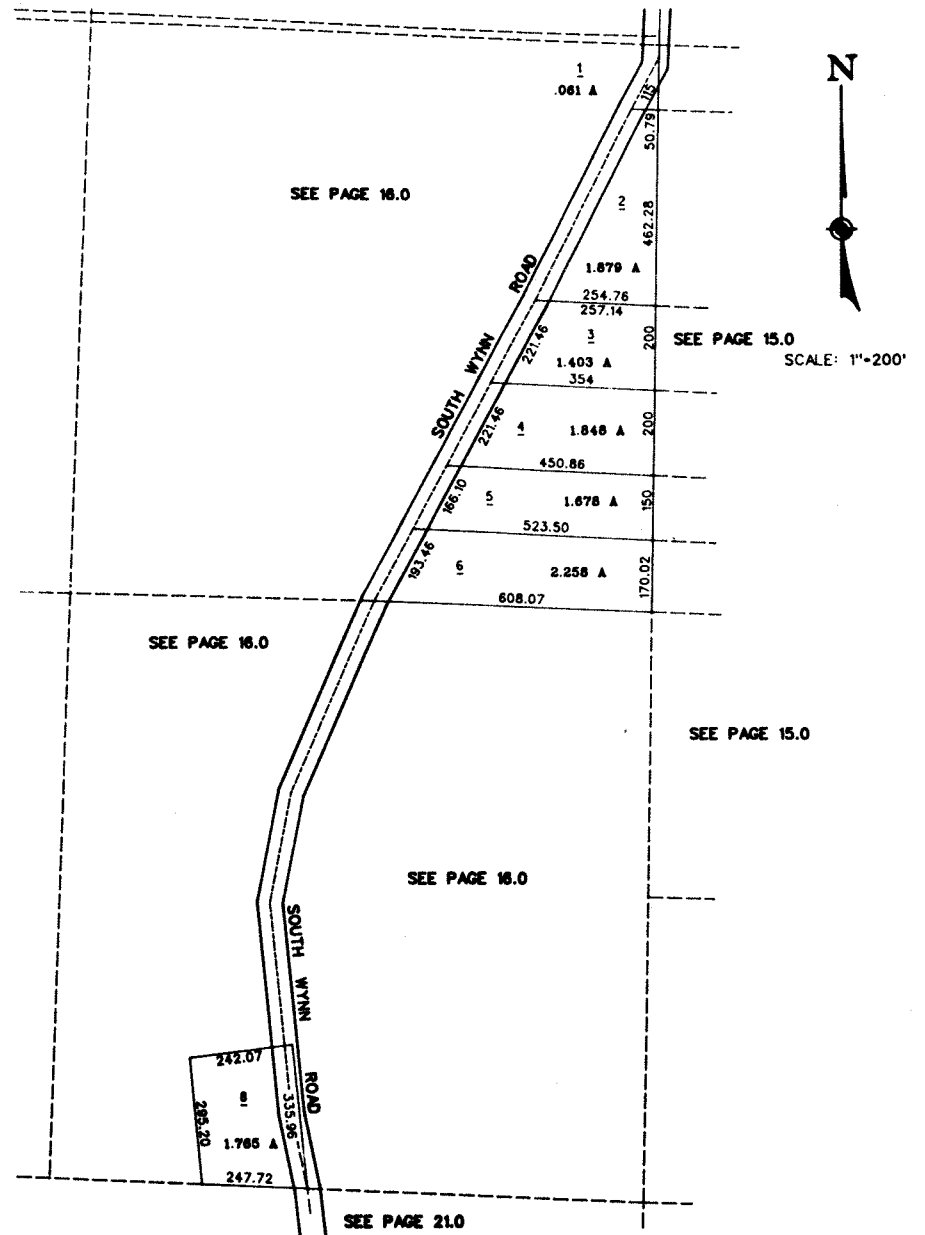 N
1
.061 A
115
50.79
SEE PAGE 16.0
2
462.28
1.879 A
SOUTH WYNN ROAD
254.76
257.14
3
221.46
200
SEE PAGE 15.0
SCALE: 1"=200'
1.403 A
354
221.46
4
1.848 A
200
450.86
166.10
5
1.678 A
150
523.50
193.46
6
2.258 A
170.02
608.07
SEE PAGE 16.0
SEE PAGE 15.0
SEE PAGE 16.0
SOUTH WYNN ROAD
242.07
8
335.96
295.20
1.765 A
247.72
SEE PAGE 21.0